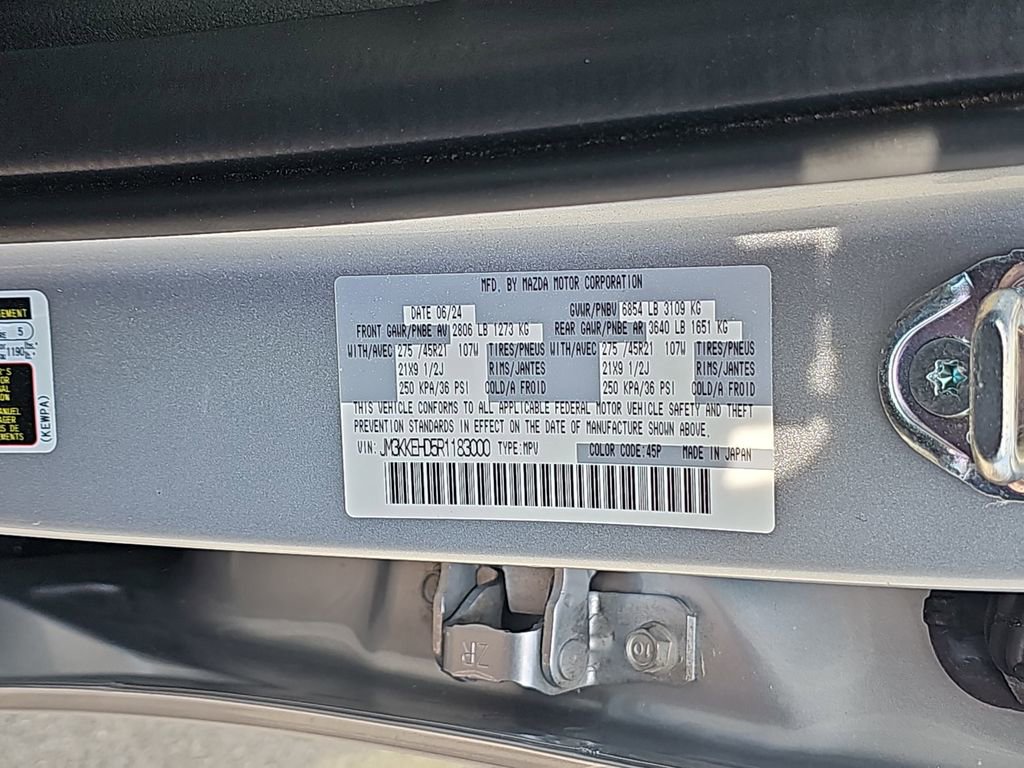 MFD. BY MAZDA MOTOR CORPORATION
DATE 06/24 GVWR/PNBV 6854 LB 3109 KG
FRONT GAWR/PNBE AV 2806 LB 1273 KG REAR GAWR/PNBE AR 3640 LB 1651 KG
WITH/AVEC 275 /45R21 107W TIRES/PNEUS WITH/AVEC 275 /45R21 107W TIRES/PNEUS
21X9 1/2J RIMS/JANTES 21X9 1/2J RIMS/JANTES
250 KPA/36 PSI COLD/A FROID 250 KPA/36 PSI COLD/A FROID
THIS VEHICLE CONFORMS TO ALL APPLICABLE FEDERAL MOTOR VEHICLE SAFETY AND THEFT
PREVENTION STANDARDS IN EFFECT ON THE DATE OF MANUFACTURE SHOWN ABOVE.
VIN: JM3KKEHD5R1183000 TYPE:MPV COLOR CODE:45P MADE IN JAPAN
5
1190
(KEWPA)
ZR
10